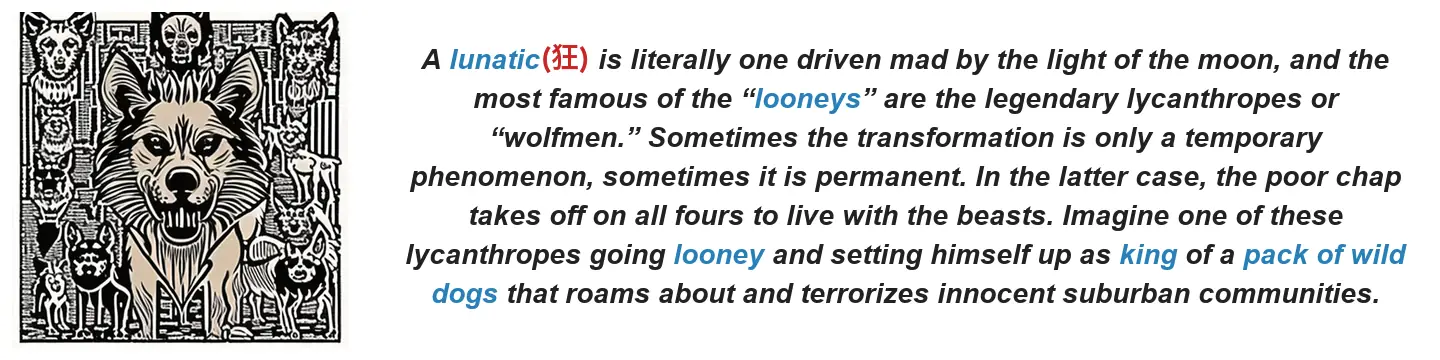 A lunatic(狂) is literally one driven mad by the light of the moon, and the
most famous of the “looneys” are the legendary lycanthropes or
“wolfmen.” Sometimes the transformation is only a temporary
phenomenon, sometimes it is permanent. In the latter case, the poor chap
takes off on all fours to live with the beasts. Imagine one of these
lycanthropes going looney and setting himself up as king of a pack of wild
dogs that roams about and terrorizes innocent suburban communities.